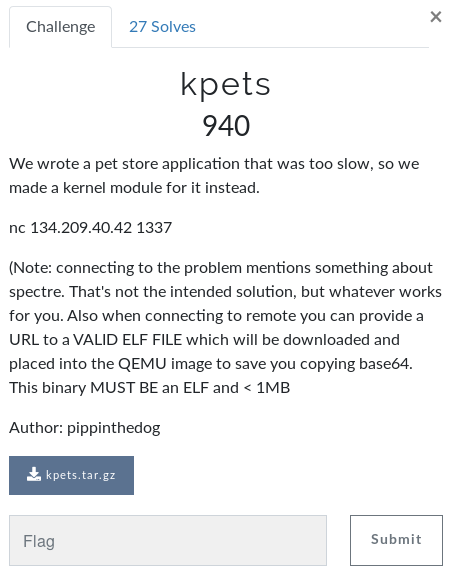 Challenge
27 Solves
×
kpets
940
We wrote a pet store application that was too slow, so we
made a kernel module for it instead.
nc 134.209.40.42 1337
(Note: connecting to the problem mentions something about
spectre. That's not the intended solution, but whatever works
for you. Also when connecting to remote you can provide a
URL to a VALID ELF FILE which will be downloaded and
placed into the QEMU image to save you copying base64.
This binary MUST BE an ELF and < 1MB
Author: pippinthedog
kpets.tar.gz
Flag
Submit